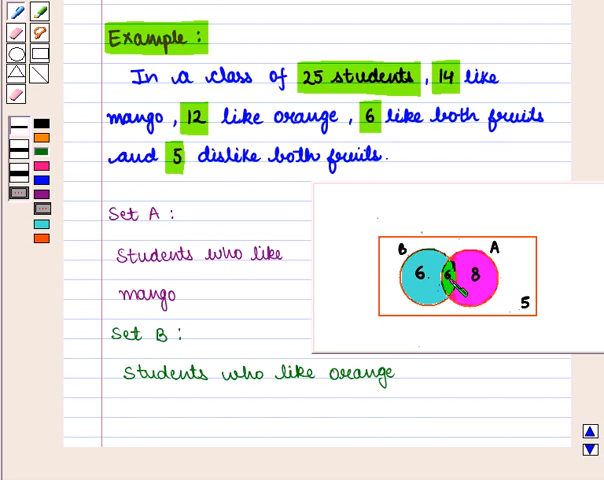 Example :
In a class of 25 students , 14 like
mango , 12 like orange , 6 like both fruits
and 5 dislike both fruits.
Set A :
Students who like
mango
Set B :
Students who like orange
B A
6. 6 8
5